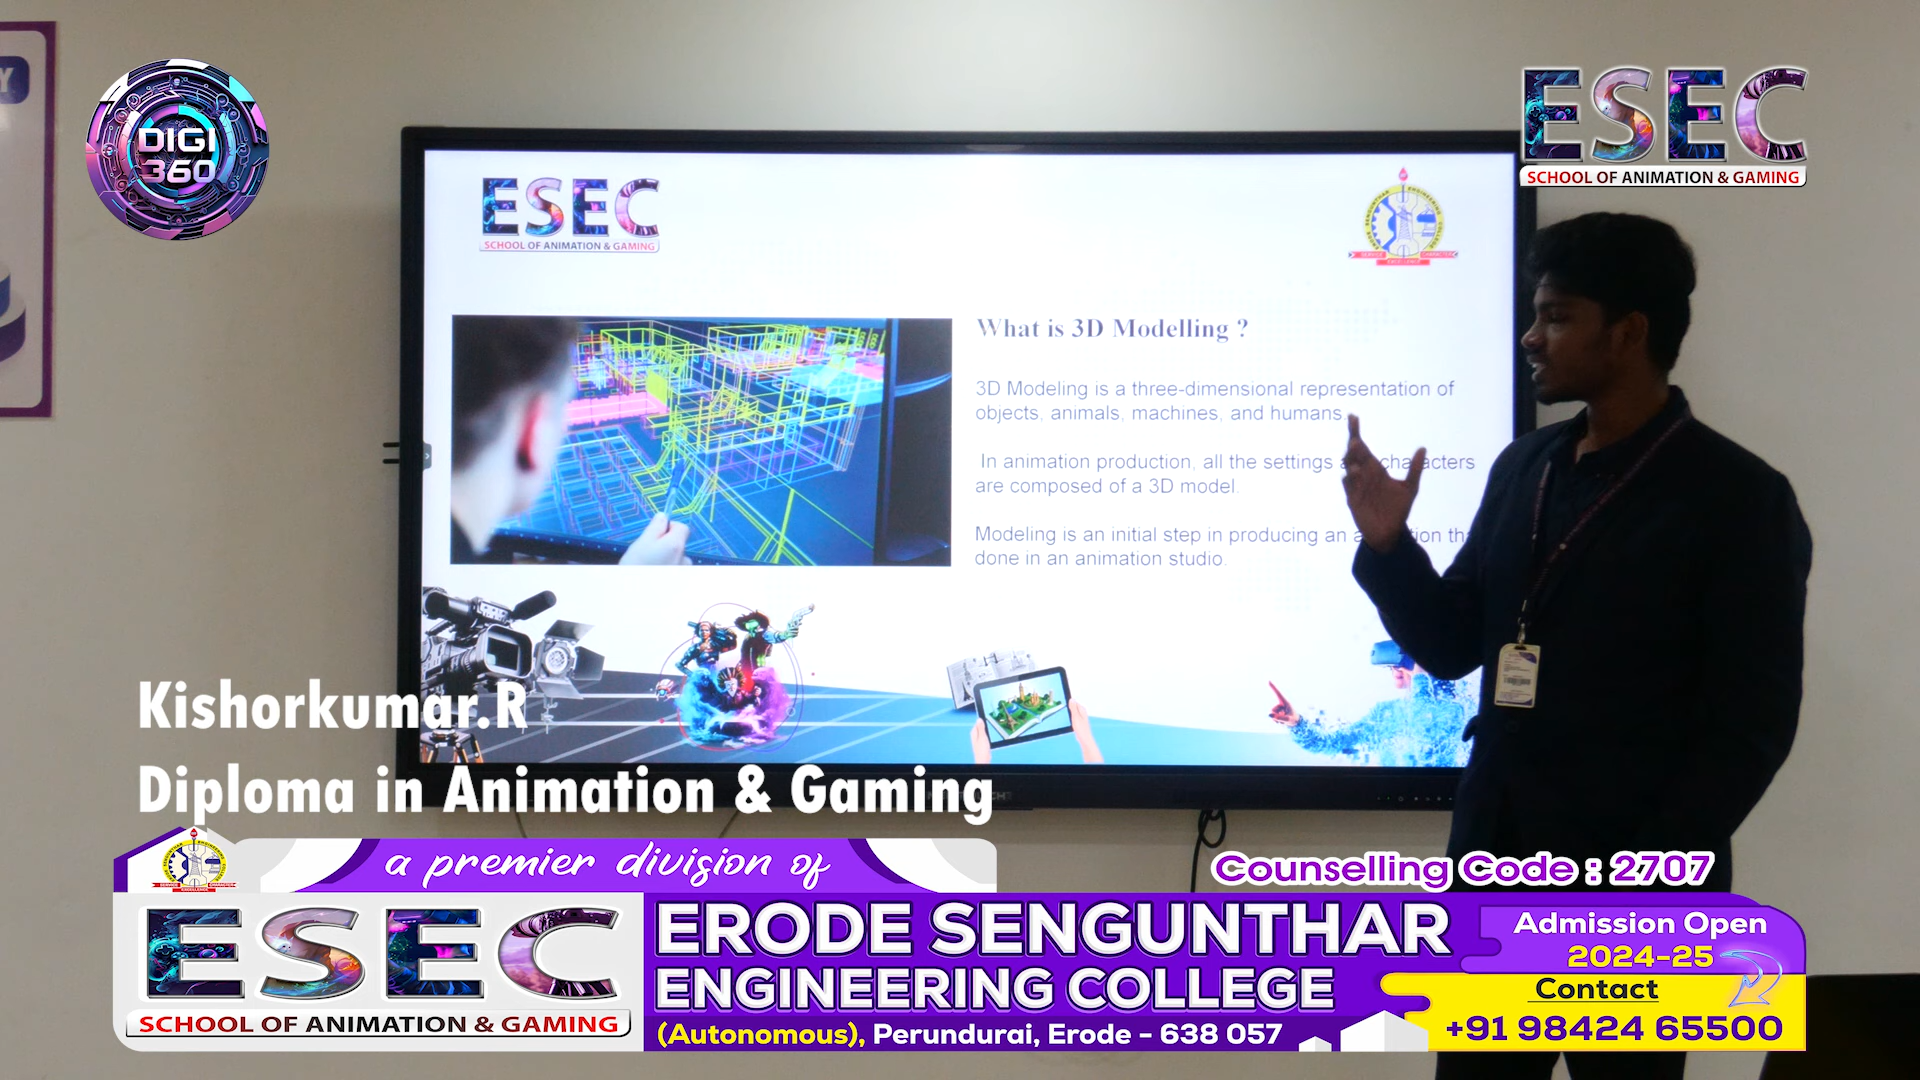 Y
DIGI
360
ESEC
SCHOOL OF ANIMATION & GAMING
ESEC
SCHOOL OF ANIMATION & GAMING
What is 3D Modelling ?
3D Modeling is a three-dimensional representation of
objects, animals, machines, and humans.
In animation production, all the settings characters
are composed of a 3D model.
Modeling is an initial step in producing an
done in an animation studio.
Kishorkumar.R
Diploma in Animation & Gaming
a premier division of
ESEC
SCHOOL OF ANIMATION & GAMING
Counselling Code : 2707
ERODE SENGUNTHAR
ENGINEERING COLLEGE
(Autonomous), Perundurai, Erode - 638 057
Admission Open
2024-25
Contact
+91 98424 65500